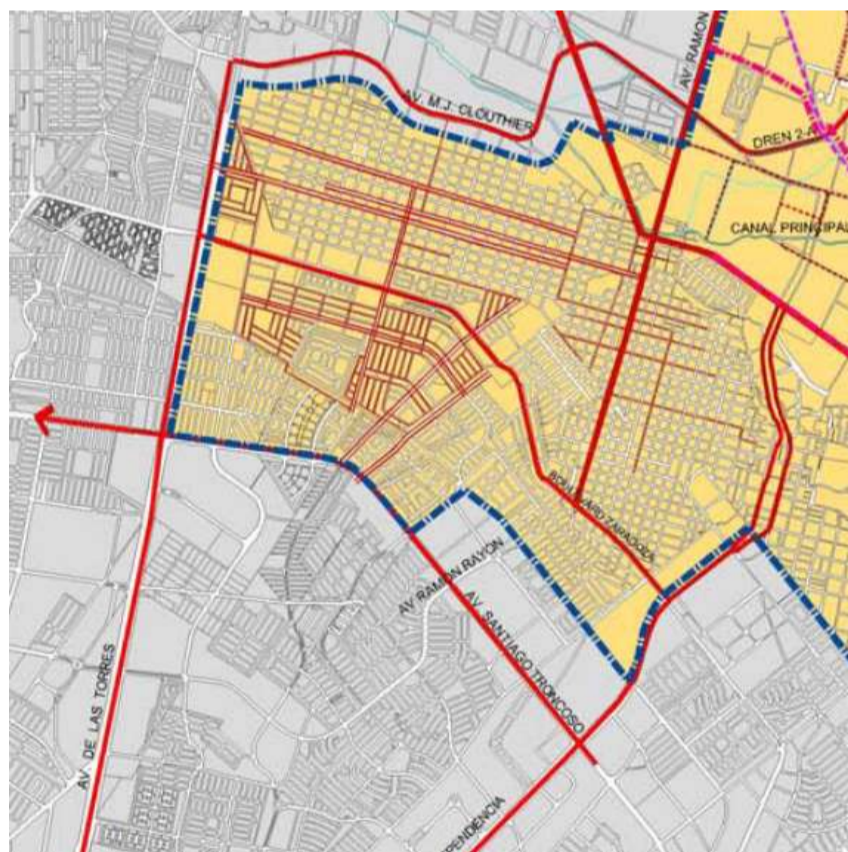 AV. RAMON
AV. M.J. CLOUTHIER
DREN 2-A
CANAL PRINCIPAL
BOULEVARD ZARAGOZA
AV RAMON RAYON
AV. SANTIAGO TRONCOSO
AV. DE LAS TORRES
PENDENCIA